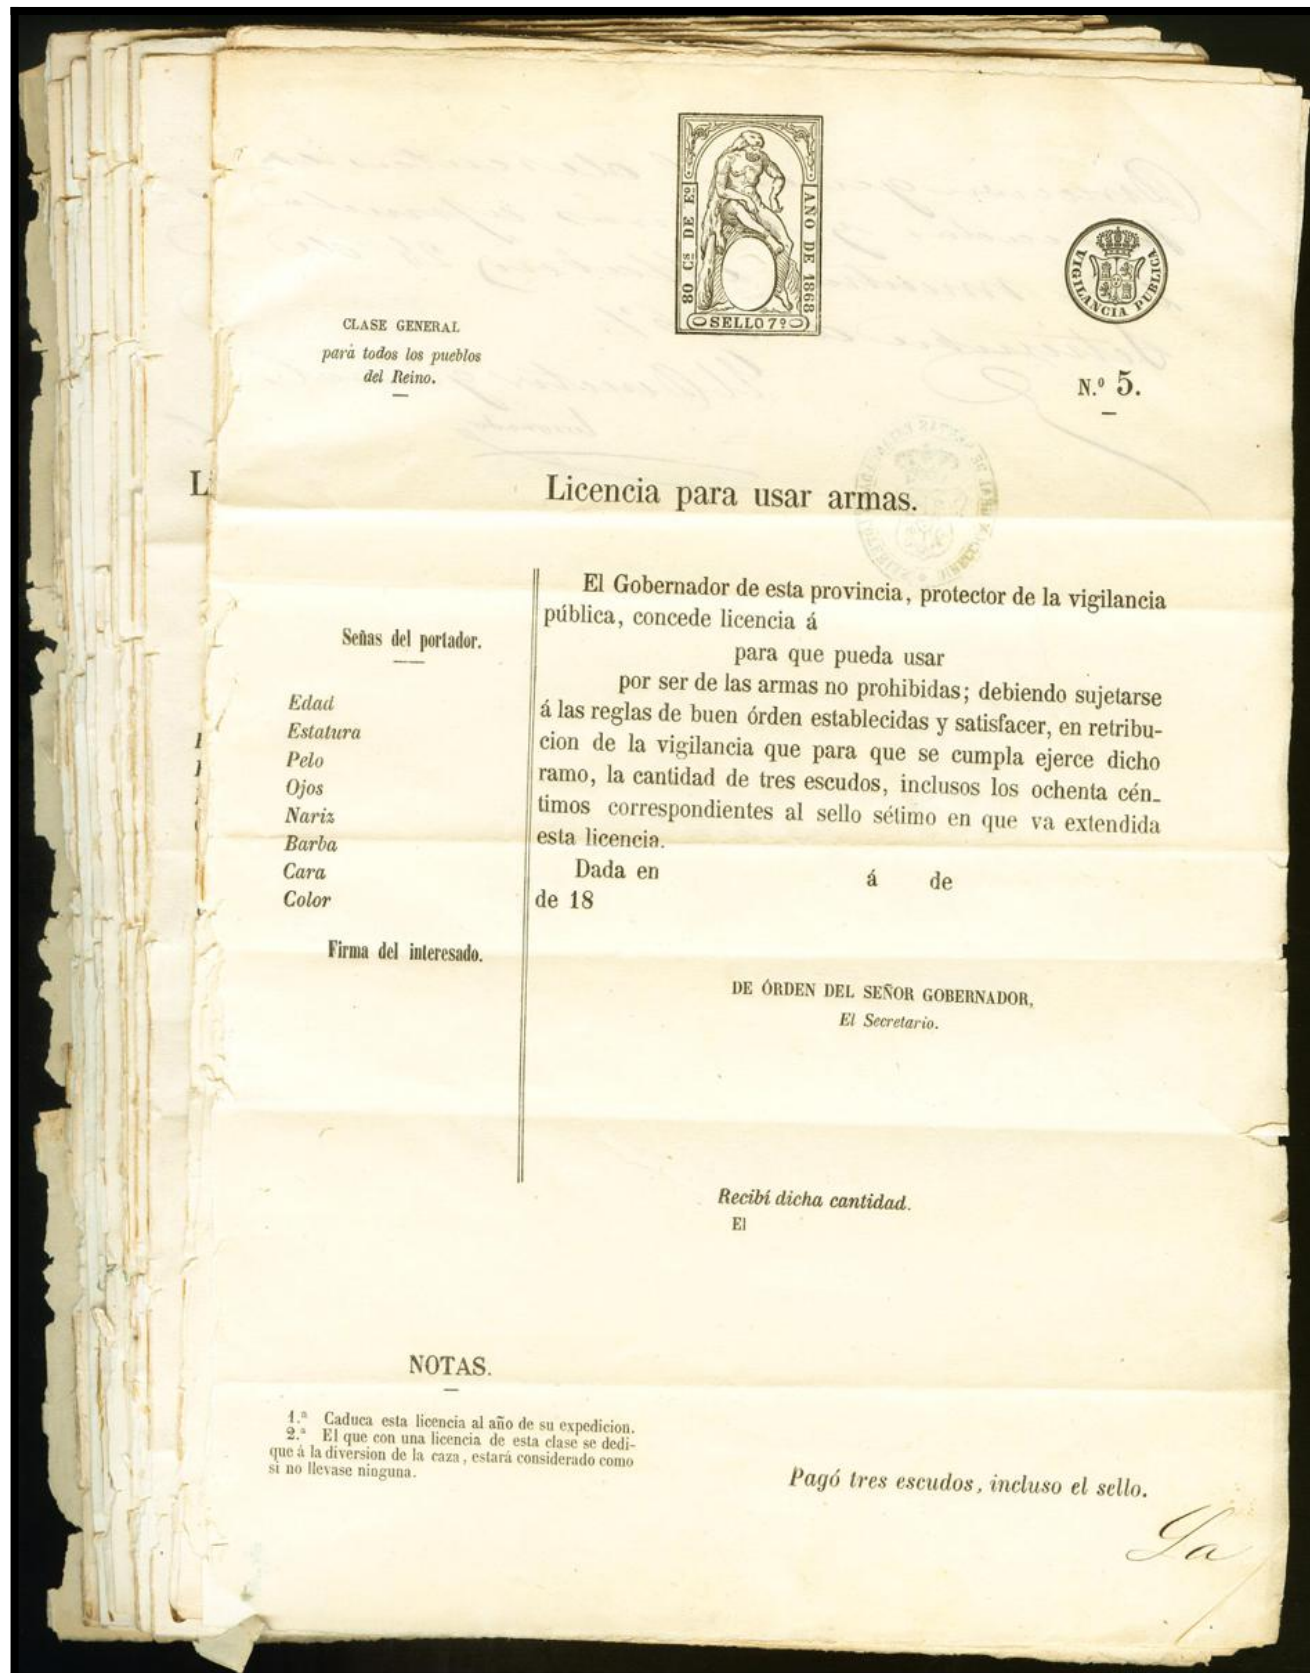 80 Cs DE Eº
AÑO DE 1868
SELLO 7º
VIGILANCIA PUBLICA
CLASE GENERAL
pará todos los pueblos
del Reino.
N.º 5.
L
Licencia para usar armas.
El Gobernador de esta provincia, protector de la vigilancia
pública, concede licencia á
para que pueda usar
por ser de las armas no prohibidas; debiendo sujetarse
á las reglas de buen órden establecidas y satisfacer, en retribu-
cion de la vigilancia que para que se cumpla ejerce dicho
ramo, la cantidad de tres escudos, inclusos los ochenta cén-
timos correspondientes al sello sétimo en que va extendida
esta licencia.
Dada en á de
de 18
Señas del portador.
Edad
Estatura
Pelo
Ojos
Nariz
Barba
Cara
Color
Firma del interesado.
DE ÓRDEN DEL SEÑOR GOBERNADOR,
El Secretario.
Recibí dicha cantidad.
El
NOTAS.
1.ª Caduca esta licencia al año de su expedicion.
2.ª El que con una licencia de esta clase se dedi-
que á la diversion de la caza, estará considerado como
si no llevase ninguna.
Pagó tres escudos, incluso el sello.